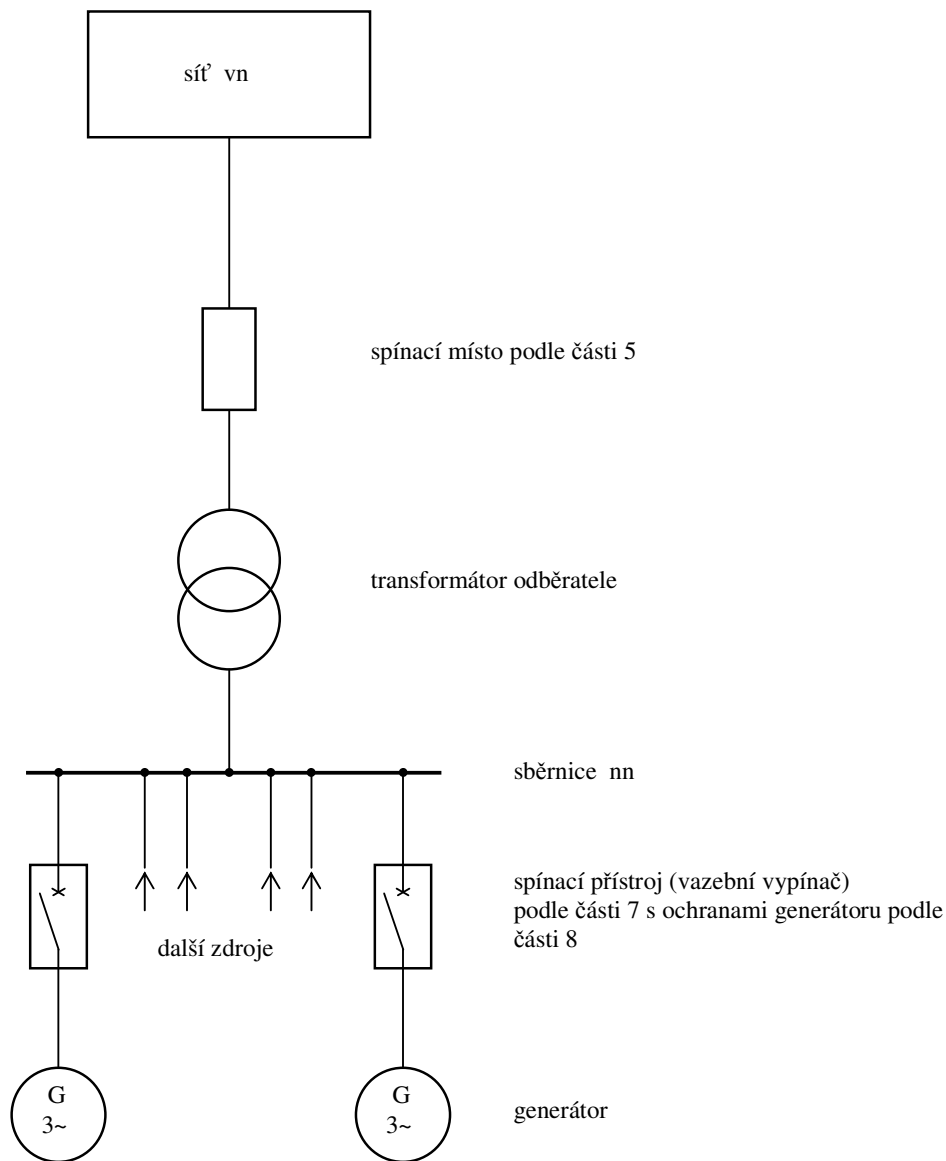 síť vn
spínací místo podle části 5
transformátor odběratele
sběrnice nn
spínací přístroj (vazební vypínač)
podle části 7 s ochranami generátoru podle
části 8
další zdroje
G
3~
G
3~
generátor